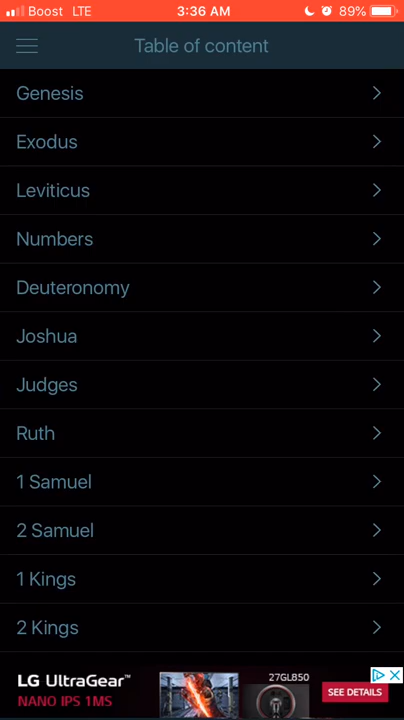 Boost LTE 3:36 AM 89%
Table of content
Genesis
Exodus
Leviticus
Numbers
Deuteronomy
Joshua
Judges
Ruth
1 Samuel
2 Samuel
1 Kings
2 Kings
LG UltraGear™
NANO IPS 1MS
27GL850
SEE DETAILS